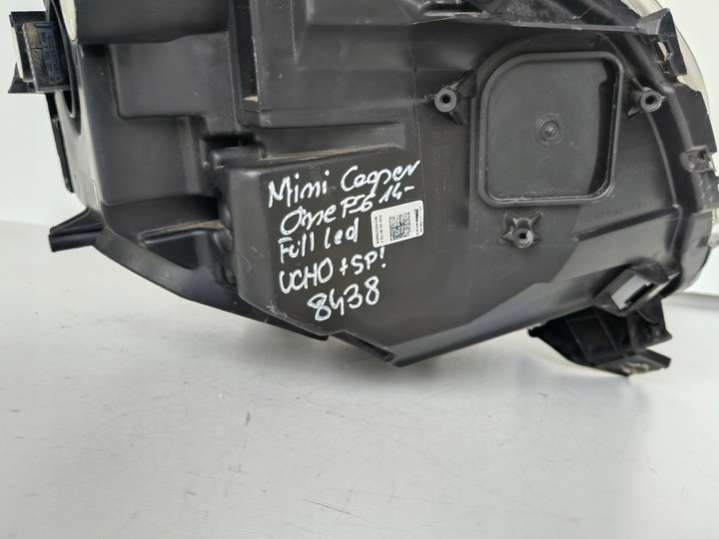 Mini Cooper
One F56 14-
Full led
UCHO + SP!
8438